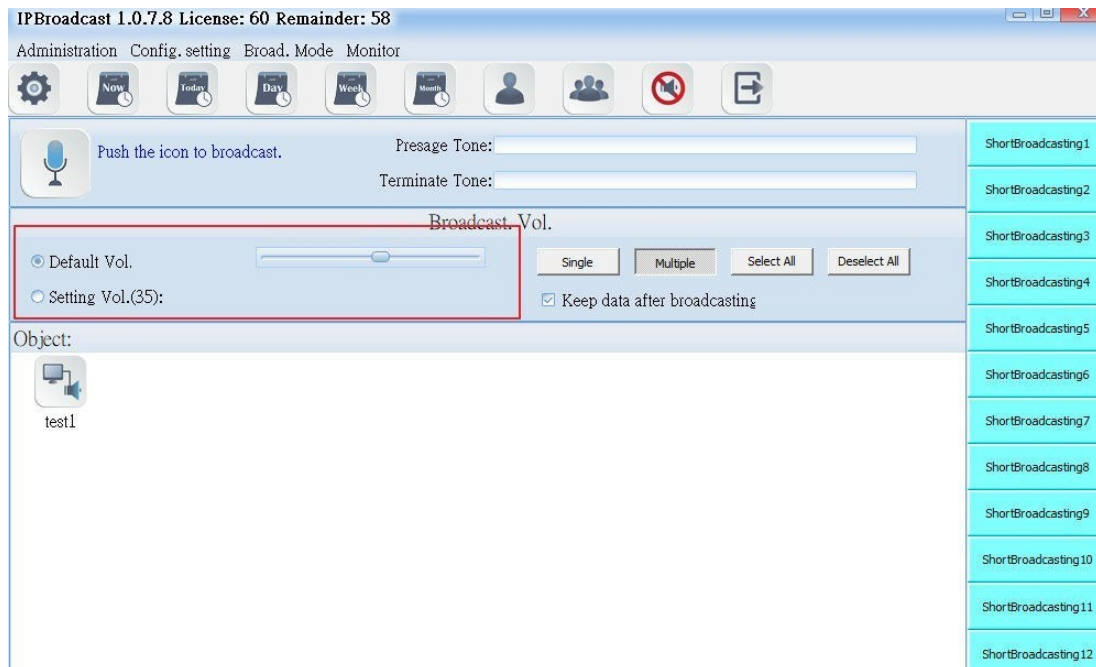 IPBroadcast 1.0.7.8 License: 60 Remainder: 58
Administration Config. setting Broad. Mode Monitor
Now Today Day Week Month
Push the icon to broadcast.
Presage Tone:
Terminate Tone:
Broadcast. Vol.
Default Vol.
Single Multiple Select All Deselect All
Setting Vol.(35):
Keep data after broadcasting
Object:
test1
ShortBroadcasting1
ShortBroadcasting2
ShortBroadcasting3
ShortBroadcasting4
ShortBroadcasting5
ShortBroadcasting6
ShortBroadcasting7
ShortBroadcasting8
ShortBroadcasting9
ShortBroadcasting10
ShortBroadcasting11
ShortBroadcasting12